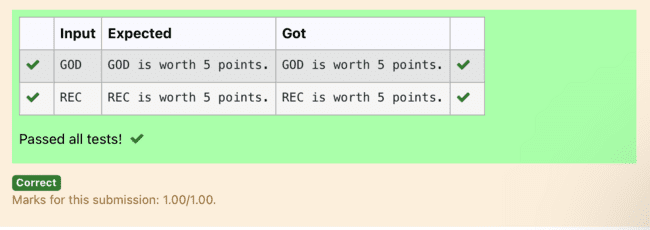 Input Expected Got
GOD GOD is worth 5 points. GOD is worth 5 points.
REC REC is worth 5 points. REC is worth 5 points.
Passed all tests!
Correct
Marks for this submission: 1.00/1.00.